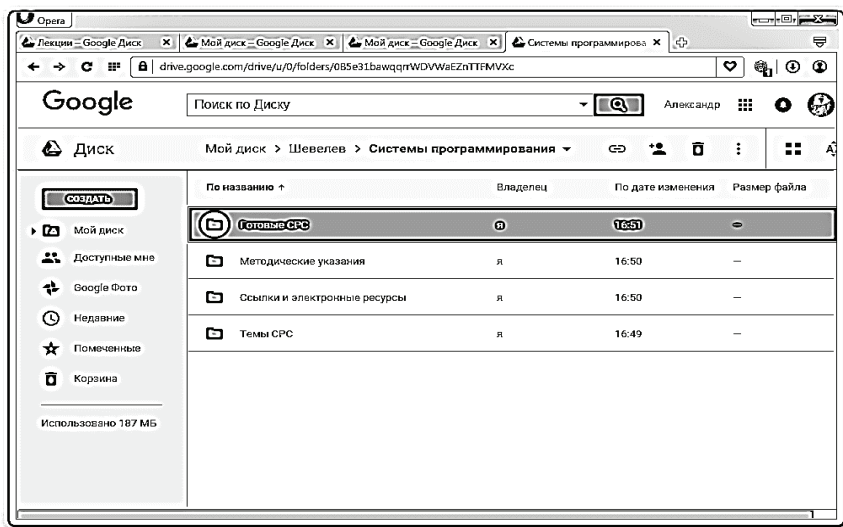 Opera
Лекции – Google Диск × Мой диск – Google Диск × Мой диск – Google Диск × Системы программирова ×
drive.google.com/drive/u/0/folders/0B5e31bawqqrrWDVWaEZnTTFMVXc
Google Поиск по Диску Александр
Диск Мой диск > Шевелев > Системы программирования
По названию ↑ Владелец По дате изменения Размер файла
СОЗДАТЬ
Готовые СРС я 16:51 –
Мой диск
Доступные мне
Методические указания я 16:50 –
Google Фото
Ссылки и электронные ресурсы я 16:50 –
Недавние
Темы СРС я 16:49 –
Помеченные
Корзина
Использовано 187 МБ